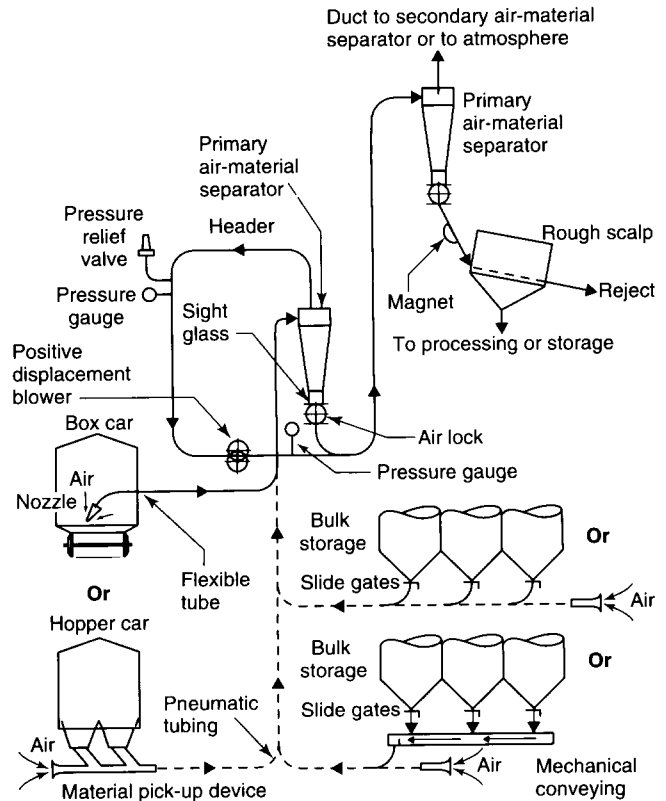 Duct to secondary air-material
separator or to atmosphere
Primary
air-material
separator
Primary
air-material
separator
Pressure
relief
valve
Header
Rough scalp
Pressure
gauge
Sight
glass
Magnet
Reject
To processing or storage
Positive
displacement
blower
Box car
Air lock
Air
Pressure gauge
Nozzle
Bulk
storage
Or
Flexible
tube
Slide gates
Or
Air
Hopper car
Bulk
storage
Or
Pneumatic
tubing
Slide gates
Air
Air
Material pick-up device
Mechanical
conveying